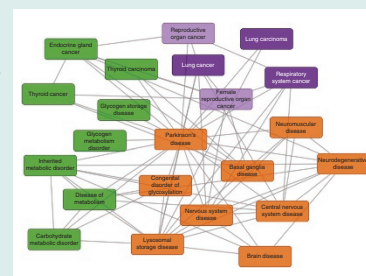 Reproductive
organ cancer
Lung carcinoma
Endocrine gland
cancer
Thyroid carcinoma
Lung cancer
Respiratory
system cancer
Thyroid cancer
Glycogen storage
disease
Female
reproductive organ
cancer
Neuromuscular
disease
Glycogen
metabolism
disorder
Parkinson's
disease
Inherited
metabolic disorder
Basal ganglia
disease
Neurodegenerative
disease
Congenital
disorder of
glycosylation
Disease of
metabolism
Nervous system
disease
Central nervous
system disease
Carbohydrate
metabolic disorder
Lysosomal
storage disease
Brain disease